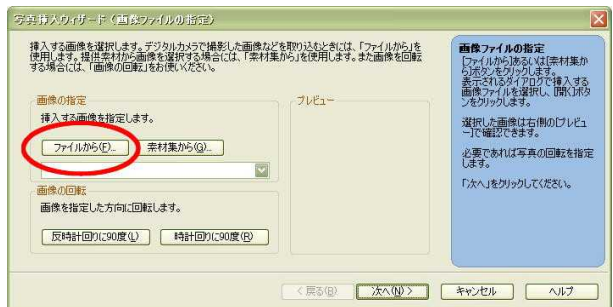 写真挿入ウィザード(画像ファイルの指定)
挿入する画像を選択します。デジタルカメラで撮影した画像などを取り込むときには、「ファイルから」を
使用します。提供素材から画像を選択する場合には、「素材集から」を使用します。また画像を回転
する場合には、「画像の回転」をお使いください。
画像の指定
挿入する画像を指定します。
ファイルから(F)...
素材集から(G)...
画像の回転
画像を指定した方向に回転します。
反時計回りに90度(L)
時計回りに90度(R)
プレビュー
画像ファイルの指定
[ファイルから]あるいは[素材集か
ら]ボタンをクリックします。
表示されるダイアログで挿入する
画像ファイルを選択し、[開く]ボタ
ンをクリックします。
選択した画像は右側の[プレビュ
ー]で確認できます。
必要であれば写真の回転を指定
します。
「次へ」をクリックしてください。
< 戻る(B)
次へ(N) >
キャンセル
ヘルプ